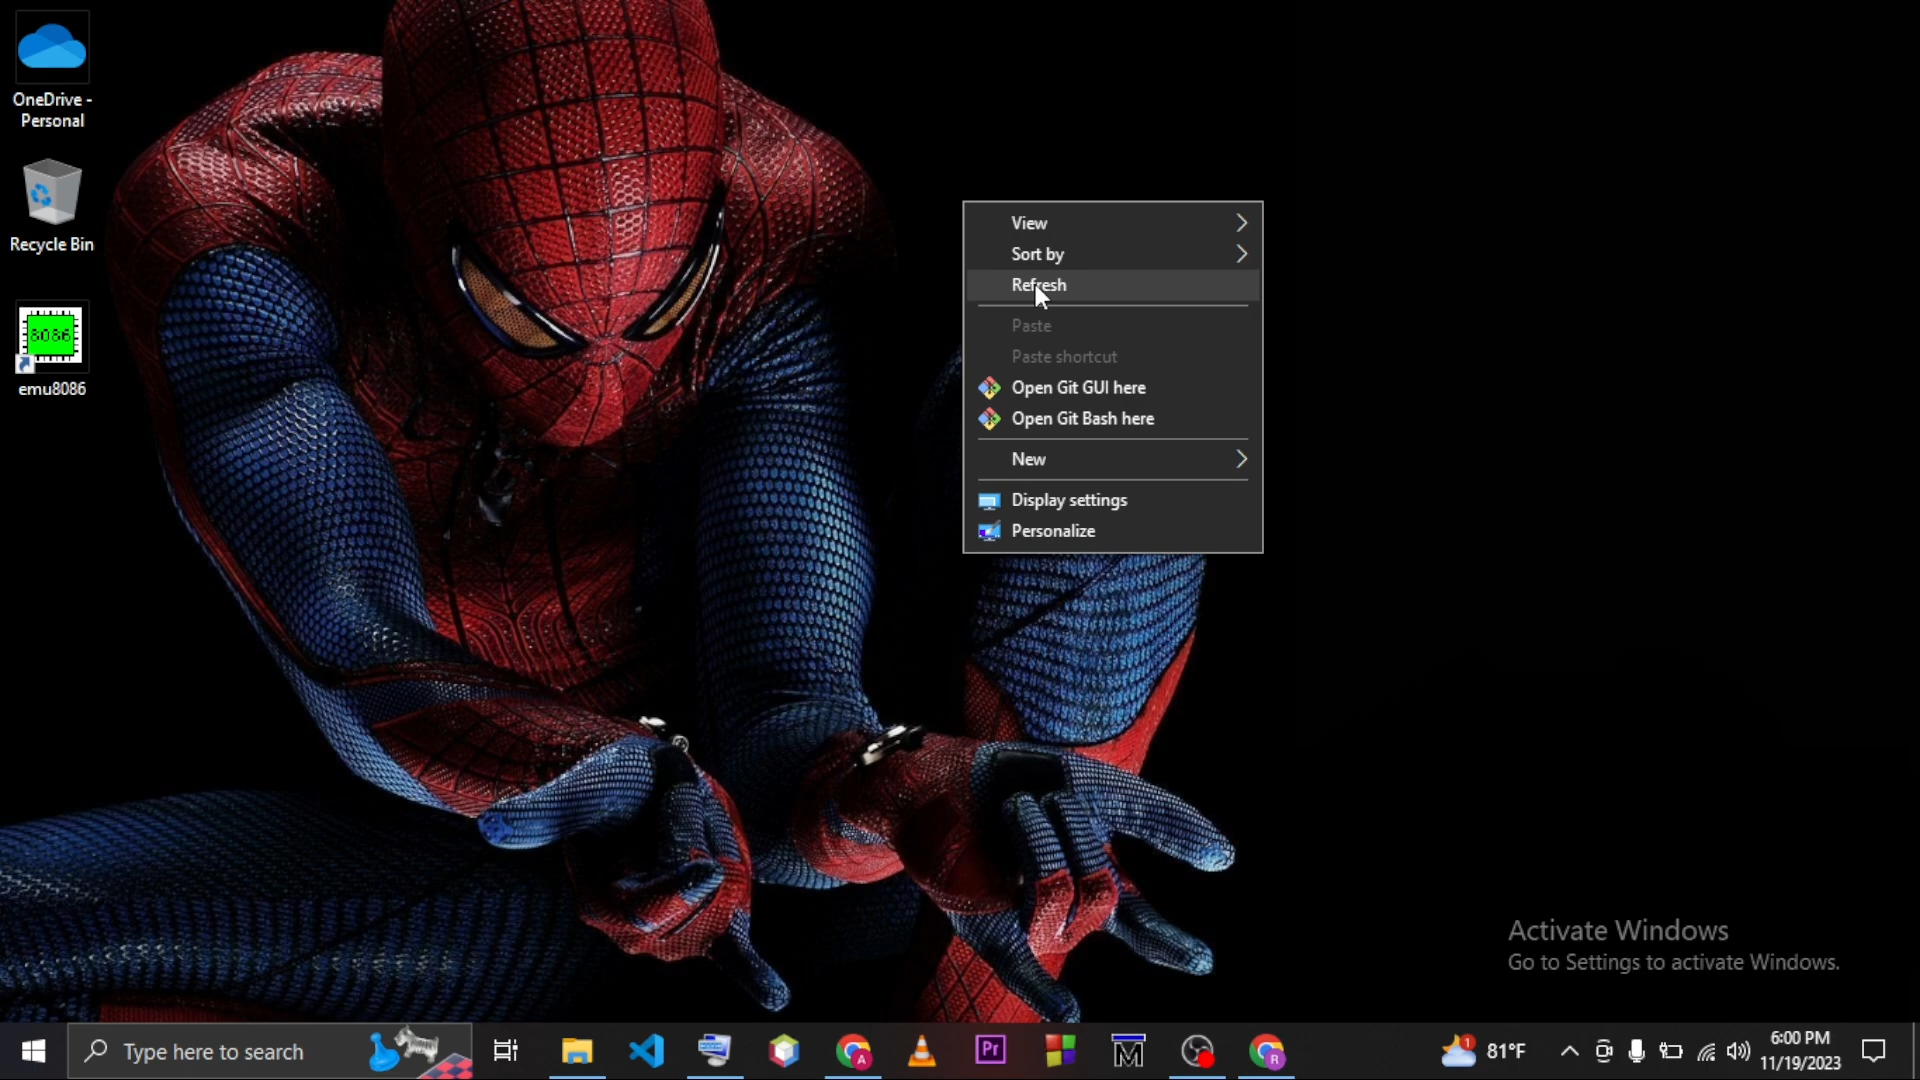 OneDrive -
Personal
Recycle Bin
8086
emu8086
View
Sort by
Refresh
Paste
Paste shortcut
Open Git GUI here
Open Git Bash here
New
Display settings
Personalize
Activate Windows
Go to Settings to activate Windows.
Type here to search
A
Pr
M
R
1
81°F
6:00 PM
11/19/2023